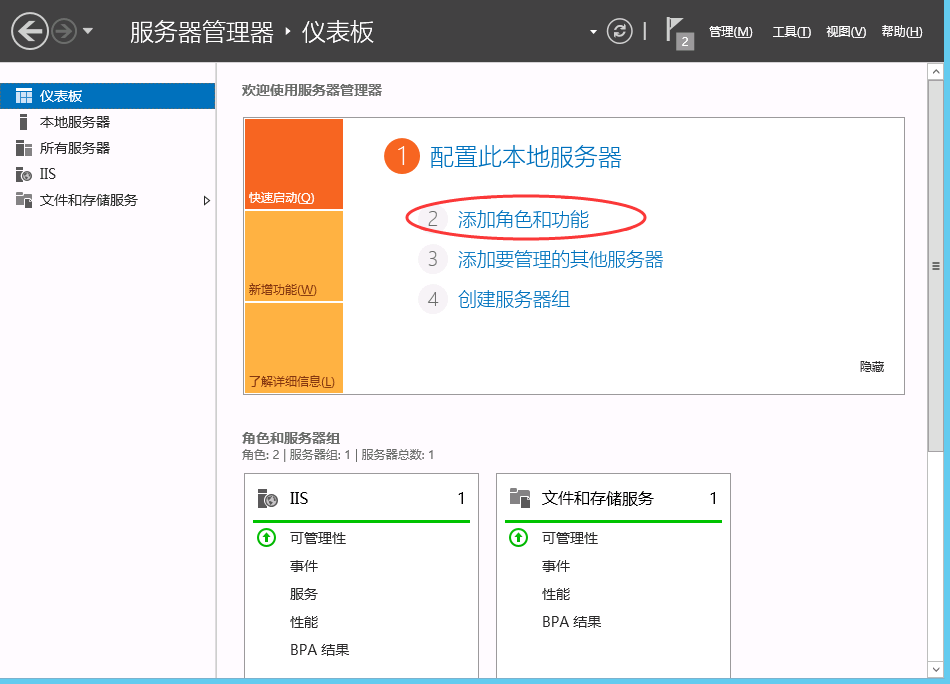 服务器管理器 ‣ 仪表板
2
管理(M) 工具(T) 视图(V) 帮助(H)
仪表板
本地服务器
所有服务器
IIS
文件和存储服务
欢迎使用服务器管理器
快速启动(Q)
新增功能(W)
了解详细信息(L)
1 配置此本地服务器
2 添加角色和功能
3 添加要管理的其他服务器
4 创建服务器组
隐藏
角色和服务器组
角色: 2 | 服务器组: 1 | 服务器总数: 1
IIS 1
可管理性
事件
服务
性能
BPA 结果
文件和存储服务 1
可管理性
事件
性能
BPA 结果